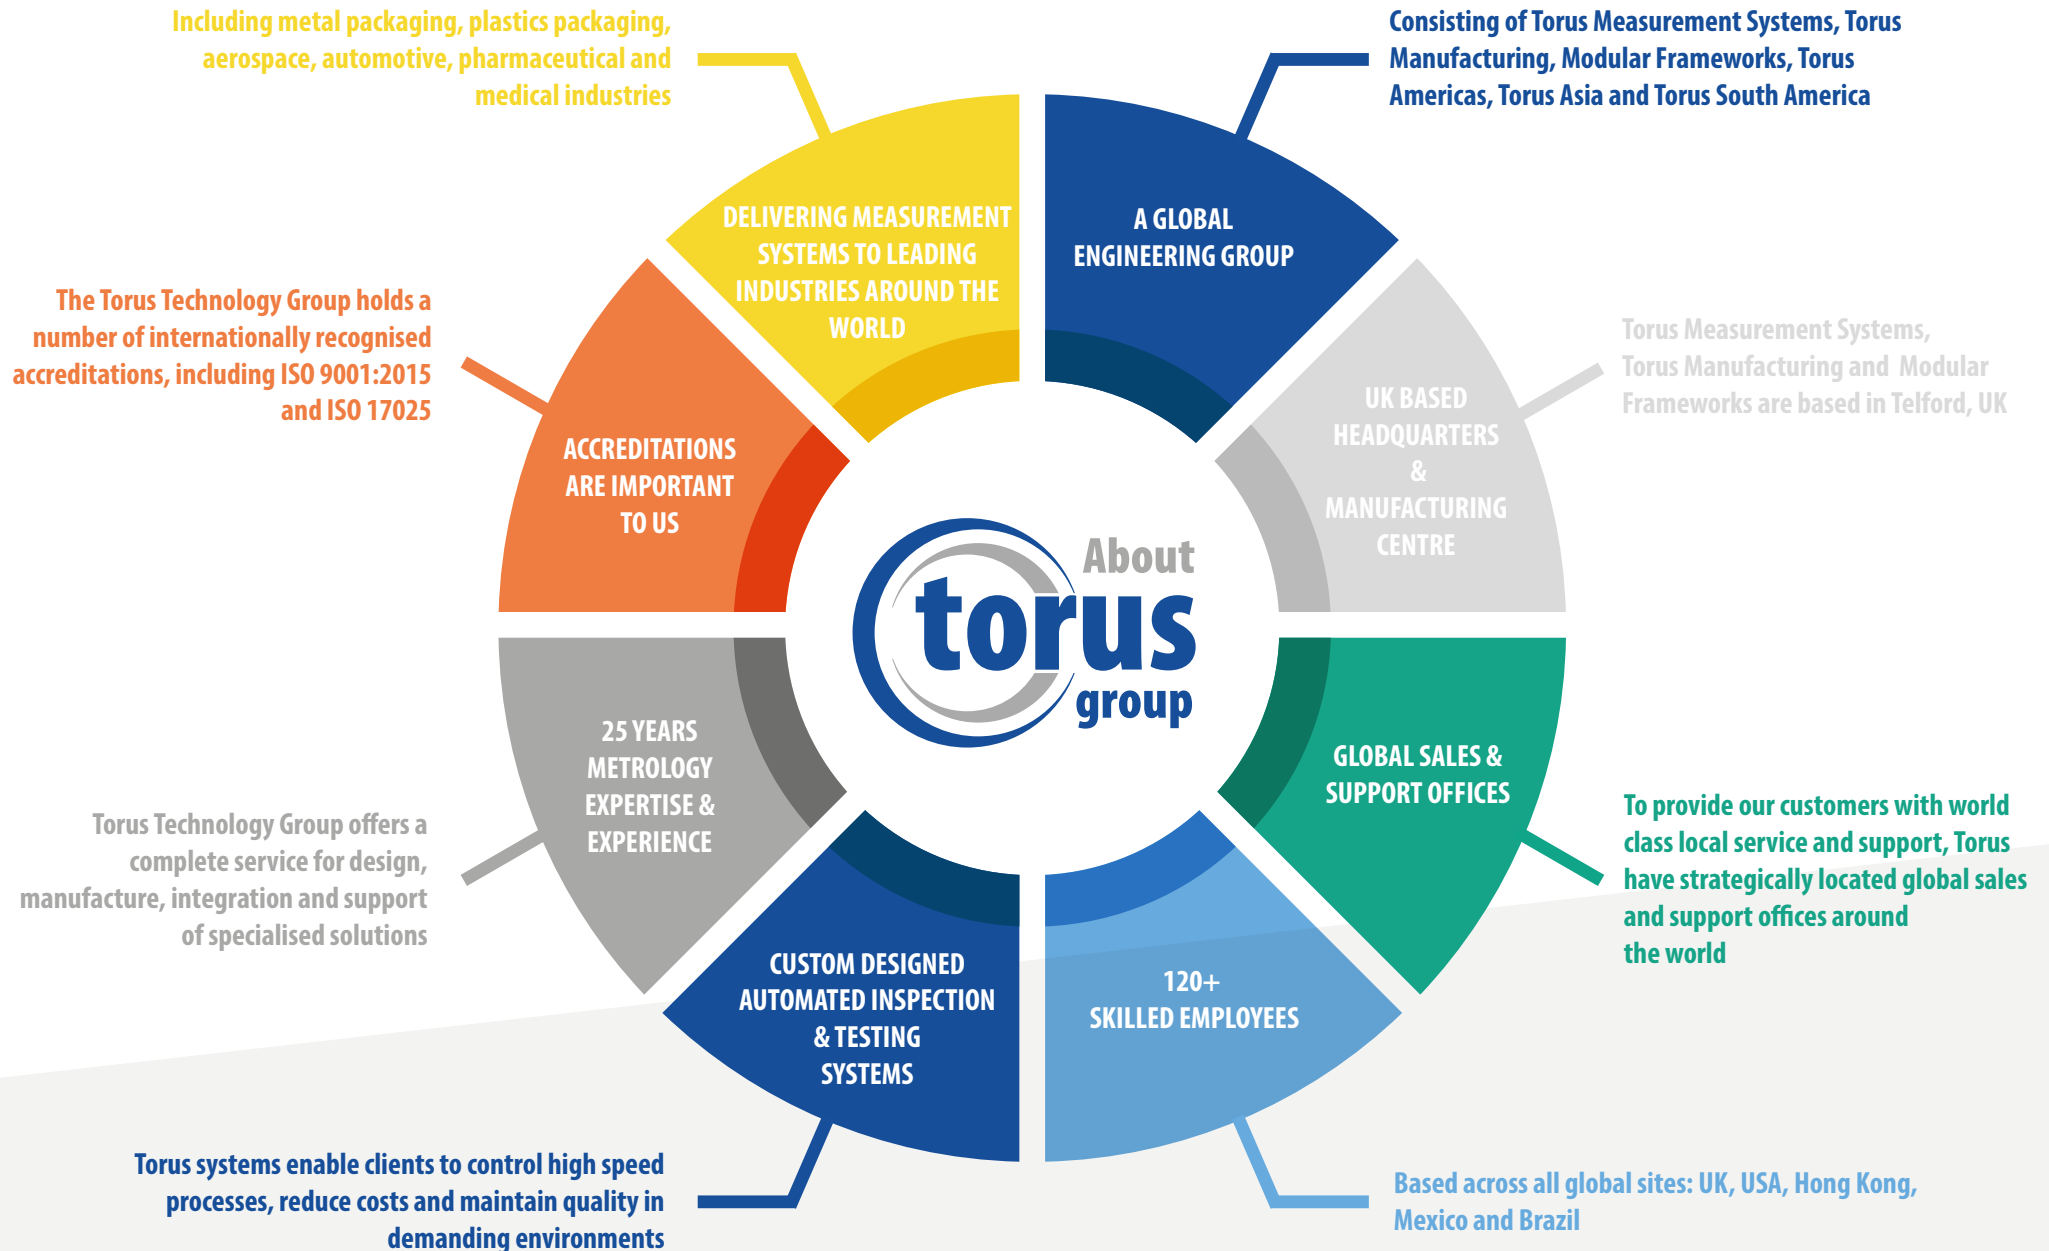 Including metal packaging, plastics packaging,
aerospace, automotive, pharmaceutical and
medical industries
Consisting of Torus Measurement Systems, Torus
Manufacturing, Modular Frameworks, Torus
Americas, Torus Asia and Torus South America
DELIVERING MEASUREMENT
SYSTEMS TO LEADING
INDUSTRIES AROUND THE
WORLD
A GLOBAL
ENGINEERING GROUP
The Torus Technology Group holds a
number of internationally recognised
accreditations, including ISO 9001:2015
and ISO 17025
ACCREDITATIONS
ARE IMPORTANT
TO US
UK BASED
HEADQUARTERS
&
MANUFACTURING
CENTRE
Torus Measurement Systems,
Torus Manufacturing and Modular
Frameworks are based in Telford, UK
About
torus
group
25 YEARS
METROLOGY
EXPERTISE &
EXPERIENCE
Torus Technology Group offers a
complete service for design,
manufacture, integration and support
of specialised solutions
GLOBAL SALES &
SUPPORT OFFICES
To provide our customers with world
class local service and support, Torus
have strategically located global sales
and support offices around
the world
CUSTOM DESIGNED
AUTOMATED INSPECTION
& TESTING
SYSTEMS
120+
SKILLED EMPLOYEES
Torus systems enable clients to control high speed
processes, reduce costs and maintain quality in
demanding environments
Based across all global sites: UK, USA, Hong Kong,
Mexico and Brazil